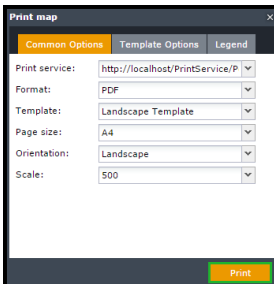 Print map ×
Common Options Template Options Legend
Print service: http://localhost/PrintService/P
Format: PDF
Template: Landscape Template
Page size: A4
Orientation: Landscape
Scale: 500
Print